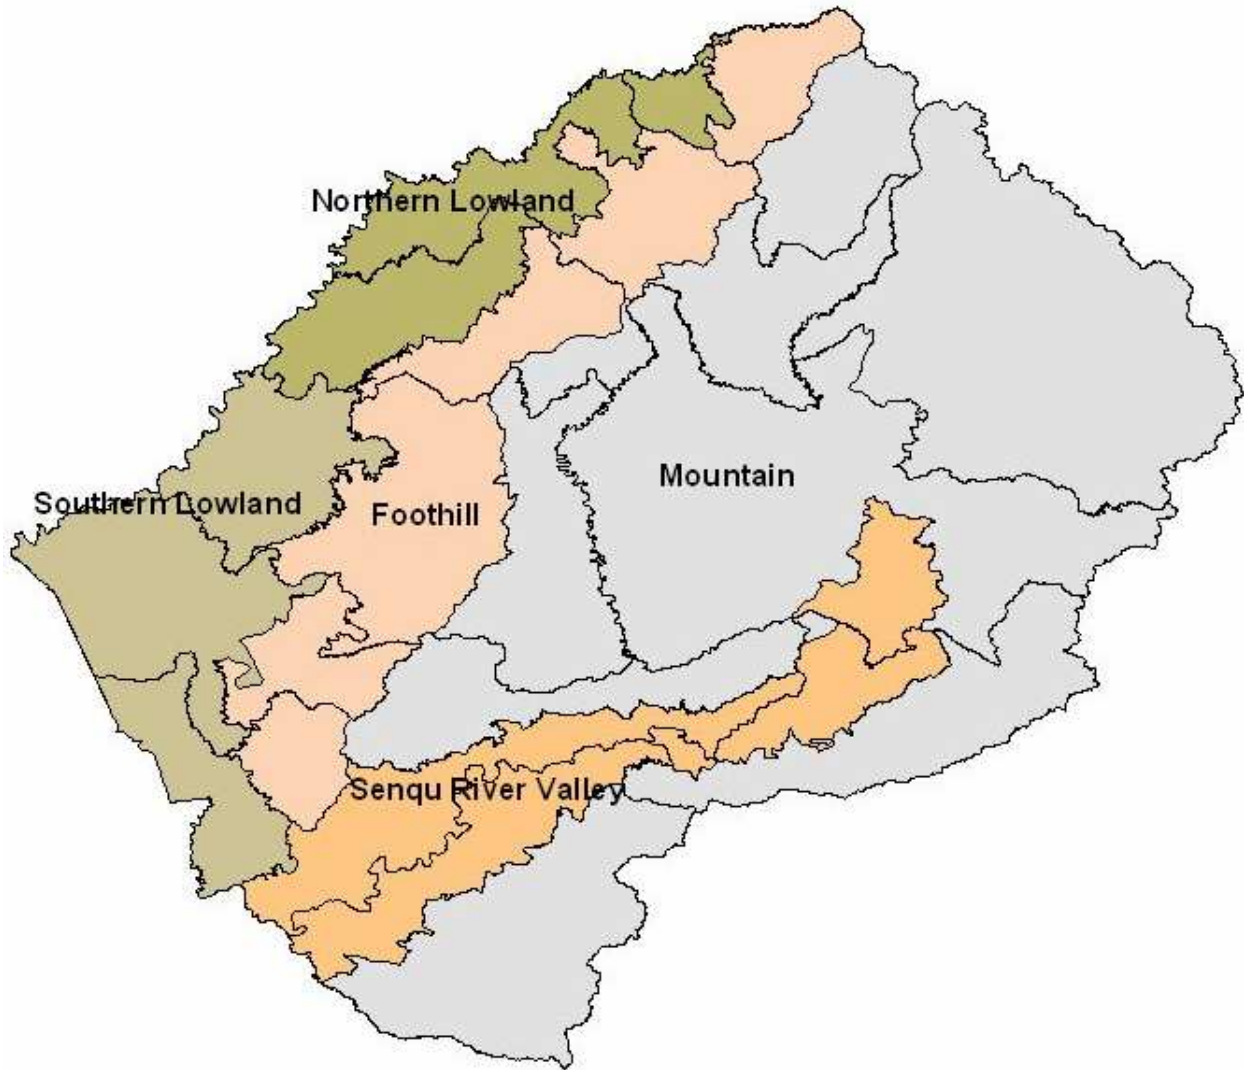 Northern Lowland
Mountain
Southern Lowland
Foothill
Senqu River Valley